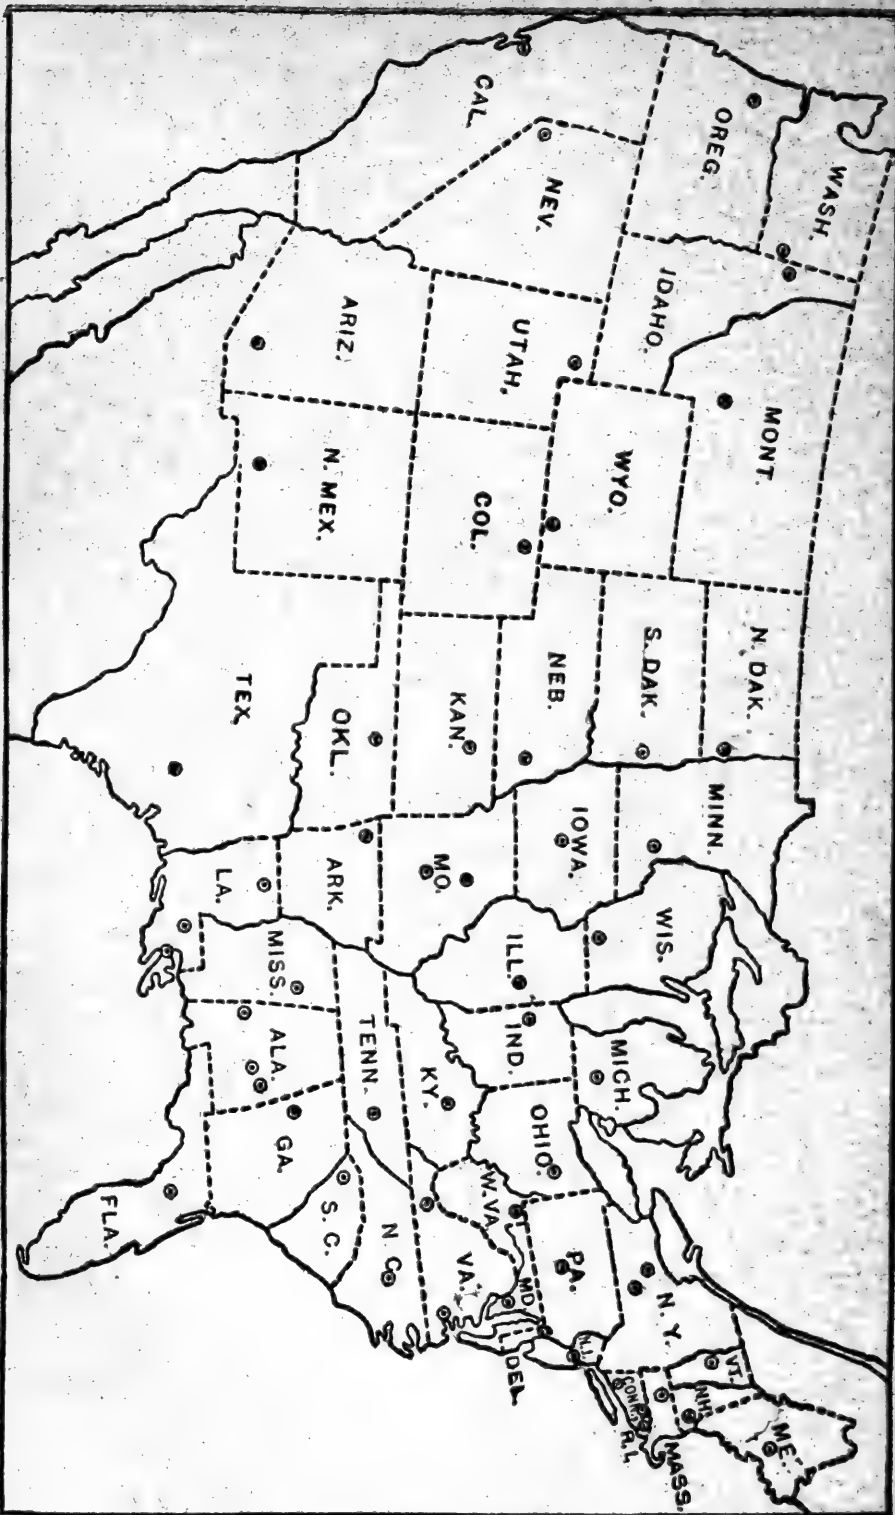 WASH.
OREG.
CAL.
NEV.
IDAHO.
MONT.
WYO.
UTAH.
COL.
ARIZ.
N. MEX.
N. DAK.
S. DAK.
NEB.
KAN.
OKL.
TEX.
MINN.
IOWA.
MO.
ARK.
LA.
WIS.
ILL.
MISS.
MICH.
IND.
OHIO.
KY.
TENN.
ALA.
GA.
FLA.
S. C.
N. C.
VA.
W. VA.
MD.
DEL.
PA.
N. J.
N. Y.
VT.
N.H.
ME.
MASS.
CONN.
R. I.